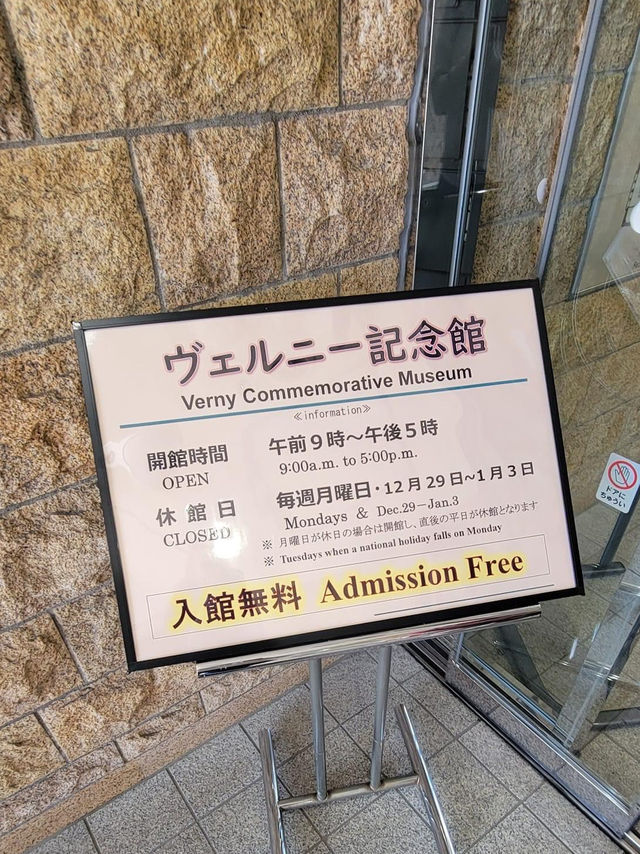 ヴェルニー記念館
Verny Commemorative Museum
≪information≫
開館時間 午前9時～午後5時
OPEN 9:00a.m. to 5:00p.m.
休館日 毎週月曜日・12月29日~1月3日
CLOSED Mondays & Dec.29－Jan.3
※ 月曜日が休日の場合は開館し、直後の平日が休館となります
※ Tuesdays when a national holiday falls on Monday
入館無料 Admission Free
ドアに
ちゅうい